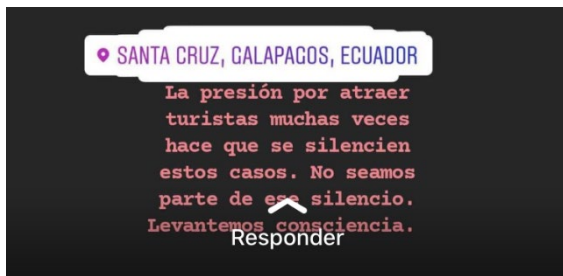 SANTA CRUZ, GALAPAGOS, ECUADOR
La presión por atraer
turistas muchas veces
hace que se silencien
estos casos. No seamos
parte de ese silencio.
Levantemos consciencia.
Responder